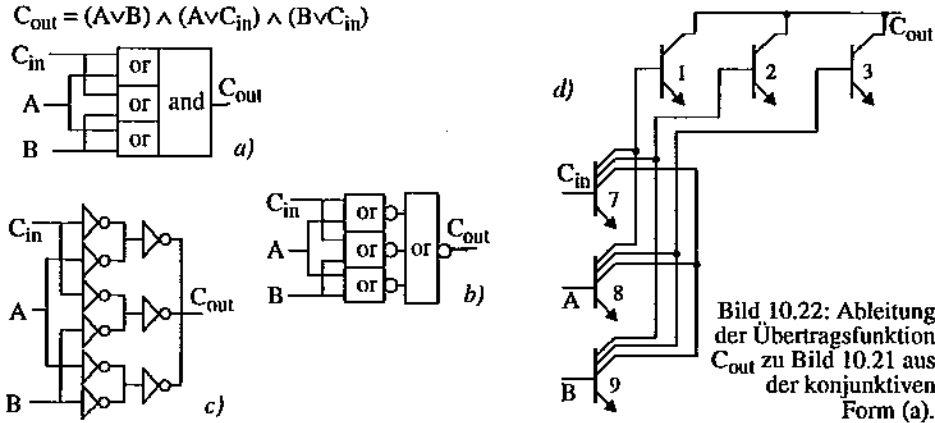 C_out = (A∨B) ∧ (A∨C_in) ∧ (B∨C_in)
C_in
A
B
or
or
or
and
C_out
a)
C_in
A
B
or
or
or
or
C_out
b)
C_in
A
B
C_out
c)
d)
C_out
1
2
3
C_in
7
A
8
B
9
Bild 10.22: Ableitung
der Übertragsfunktion
C_out zu Bild 10.21 aus
der konjunktiven
Form (a).